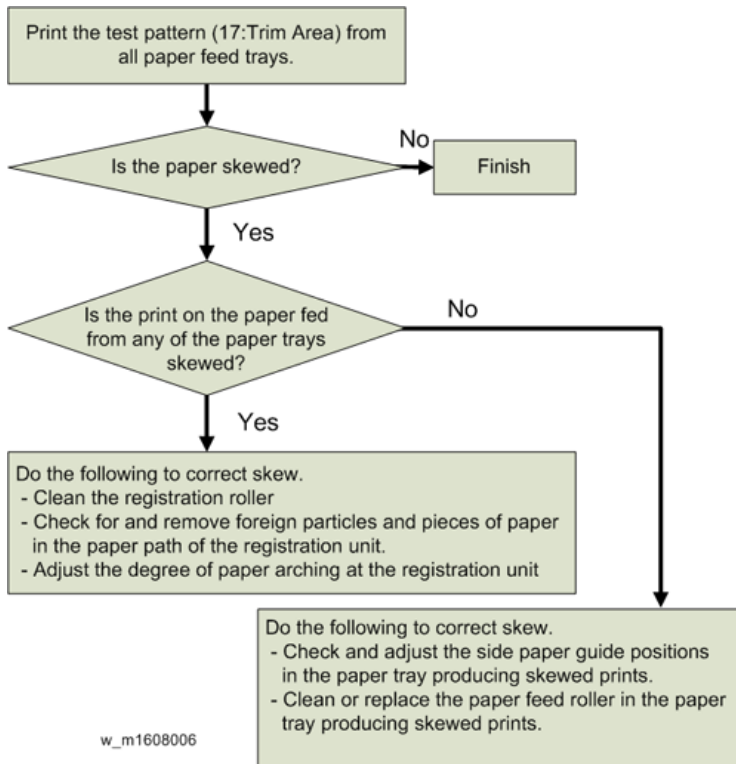 Print the test pattern (17:Trim Area) from
all paper feed trays.
Is the paper skewed?
No
Finish
Yes
Is the print on the paper fed
from any of the paper trays
skewed?
No
Yes
Do the following to correct skew.
- Clean the registration roller
- Check for and remove foreign particles and pieces of paper
in the paper path of the registration unit.
- Adjust the degree of paper arching at the registration unit
Do the following to correct skew.
- Check and adjust the side paper guide positions
in the paper tray producing skewed prints.
- Clean or replace the paper feed roller in the paper
tray producing skewed prints.
w_m1608006